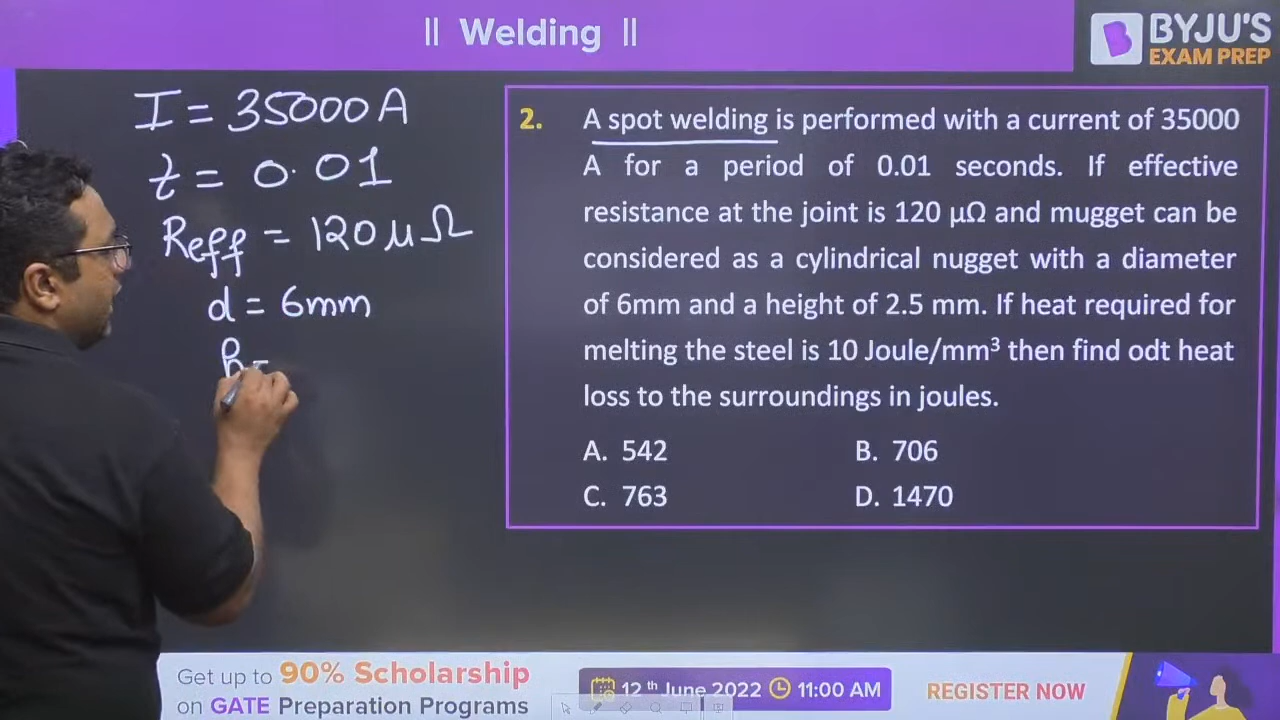 || Welding ||
BYJU'S
EXAM PREP
I = 35000 A
t = 0.01
Reff = 120 μΩ
d = 6mm
h =
2. A spot welding is performed with a current of 35000
A for a period of 0.01 seconds. If effective
resistance at the joint is 120 μΩ and mugget can be
considered as a cylindrical nugget with a diameter
of 6mm and a height of 2.5 mm. If heat required for
melting the steel is 10 Joule/mm³ then find odt heat
loss to the surroundings in joules.
A. 542 B. 706
C. 763 D. 1470
Get up to 90% Scholarship
on GATE Preparation Programs
12 th June 2022 11:00 AM
REGISTER NOW